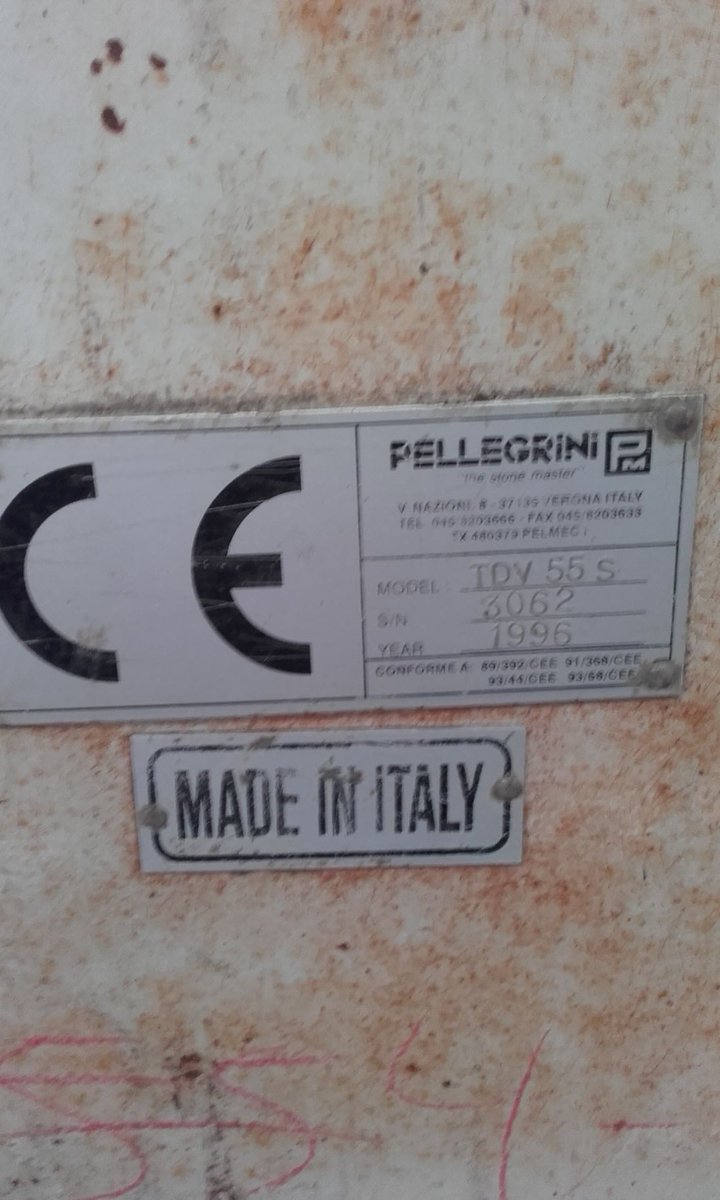 CE
PELLEGRINI PM
"the stone master"
V. NAZIONI, 8 - 37135 VERONA ITALY
TEL. 045/8203666 - FAX 045/8203633
TX 480379 PELMEC I
MODEL: TDV 55 S
S/N 3062
YEAR 1996
CONFORME A: 89/392/CEE 91/368/CEE
93/44/CEE 93/68/CEE
MADE IN ITALY